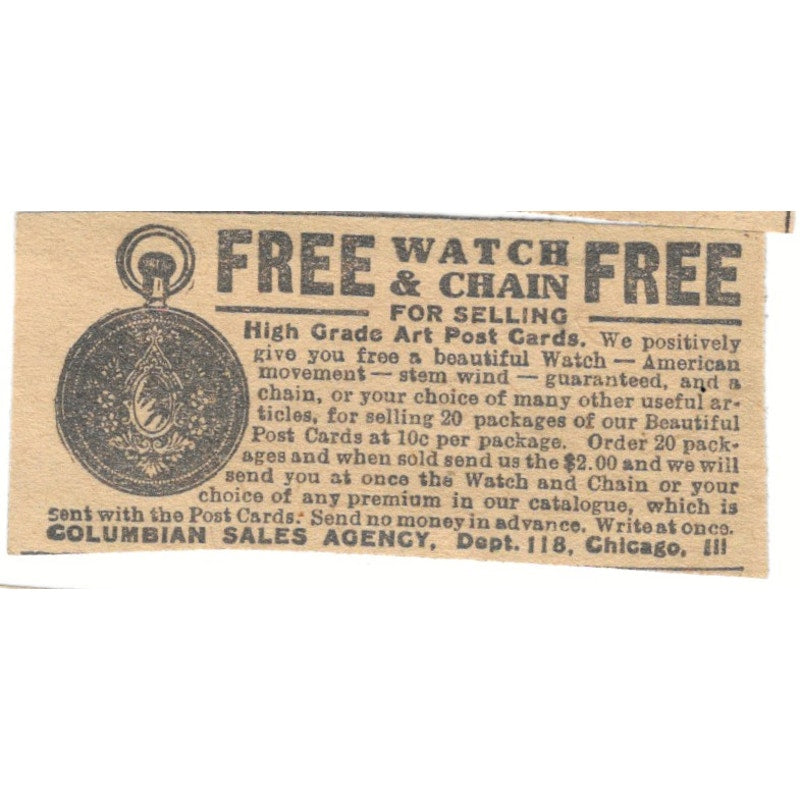 FREE WATCH & CHAIN FREE
FOR SELLING
High Grade Art Post Cards. We positively
give you free a beautiful Watch — American
movement — stem wind — guaranteed, and a
chain, or your choice of many other useful ar-
ticles, for selling 20 packages of our Beautiful
Post Cards at 10c per package. Order 20 pack-
ages and when sold send us the $2.00 and we will
send you at once the Watch and Chain or your
choice of any premium in our catalogue, which is
sent with the Post Cards. Send no money in advance. Write at once.
COLUMBIAN SALES AGENCY, Dept. 118, Chicago, Ill